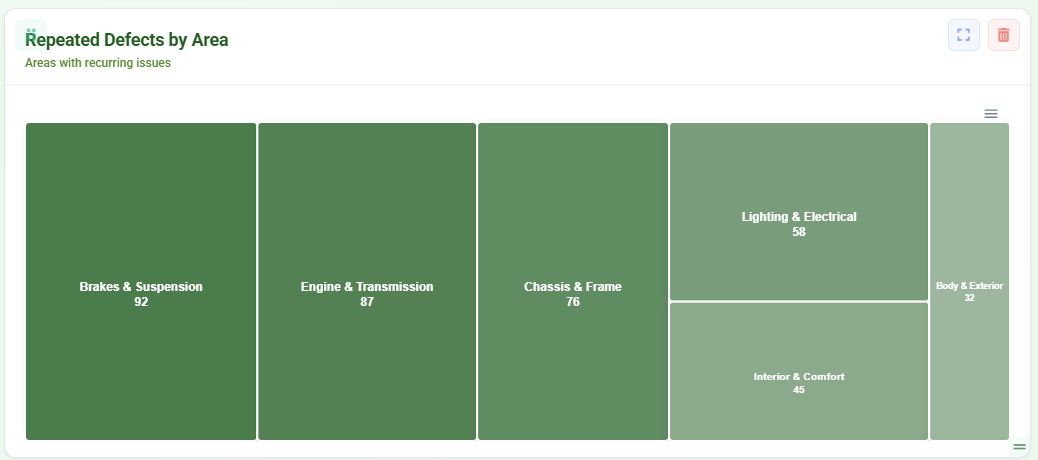 Repeated Defects by Area
Areas with recurring issues
Brakes & Suspension
92
Engine & Transmission
87
Chassis & Frame
76
Lighting & Electrical
58
Interior & Comfort
45
Body & Exterior
32